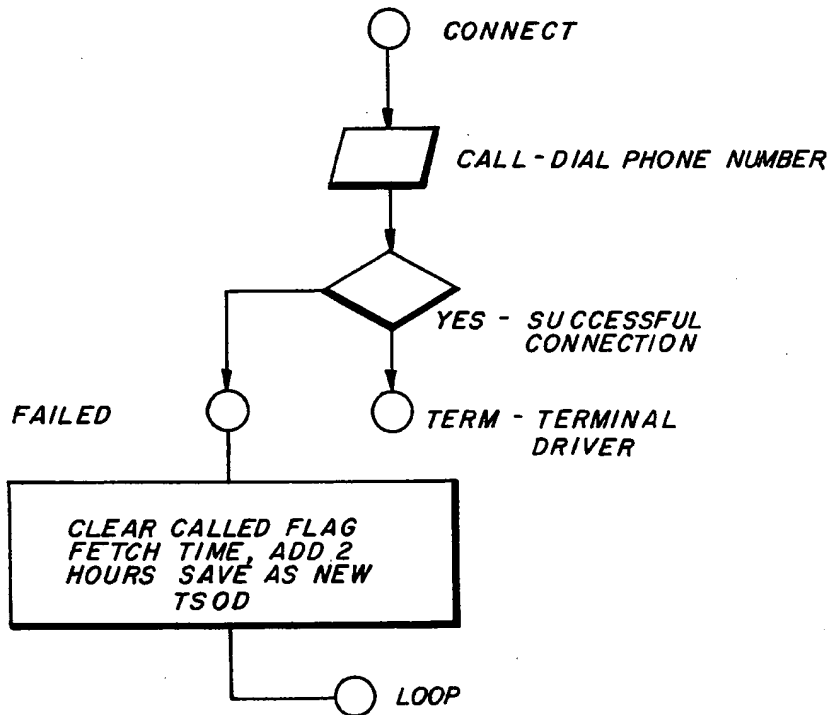 CONNECT
CALL-DIAL PHONE NUMBER
YES - SUCCESSFUL
CONNECTION
FAILED
TERM - TERMINAL
DRIVER
CLEAR CALLED FLAG
FETCH TIME, ADD 2
HOURS SAVE AS NEW
TSOD
LOOP